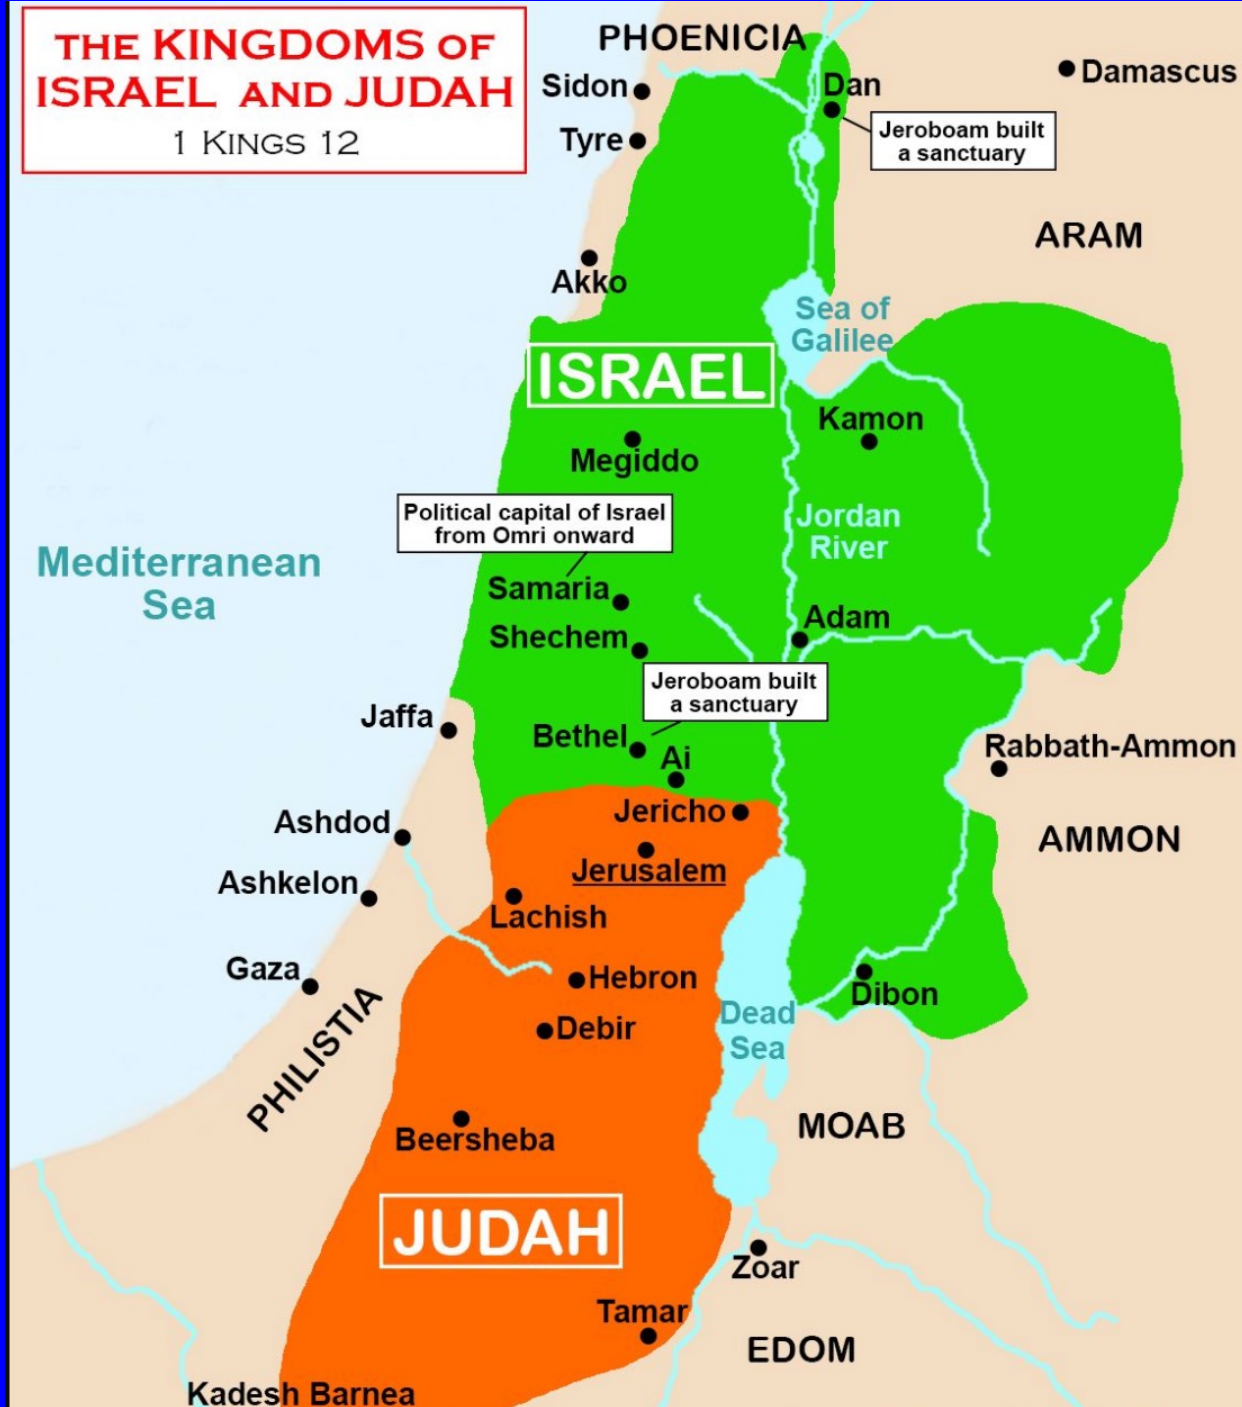 THE KINGDOMS OF
ISRAEL AND JUDAH
1 KINGS 12
PHOENICIA
Sidon
Dan
Damascus
Tyre
Jeroboam built
a sanctuary
ARAM
Akko
Sea of
Galilee
ISRAEL
Kamon
Megiddo
Political capital of Israel
from Omri onward
Jordan
River
Mediterranean
Sea
Samaria
Adam
Shechem
Jeroboam built
a sanctuary
Jaffa
Bethel
Ai
Rabbath-Ammon
Jericho
Ashdod
AMMON
Jerusalem
Ashkelon
Lachish
Gaza
Hebron
Dibon
PHILISTIA
Debir
Dead
Sea
Beersheba
MOAB
JUDAH
Zoar
Tamar
EDOM
Kadesh Barnea